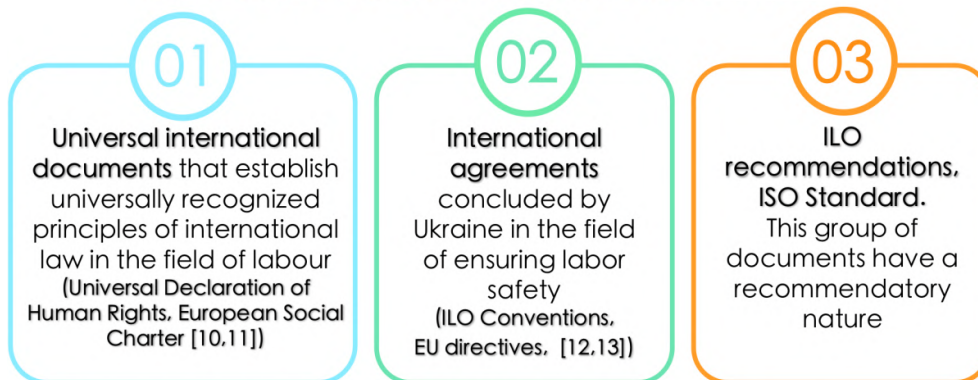 01
Universal international
documents that establish
universally recognized
principles of international
law in the field of labour
(Universal Declaration of
Human Rights, European Social
Charter [10,11])
02
International
agreements
concluded by
Ukraine in the field
of ensuring labor
safety
(ILO Conventions,
EU directives, [12,13])
03
ILO
recommendations,
ISO Standard.
This group of
documents have a
recommendatory
nature